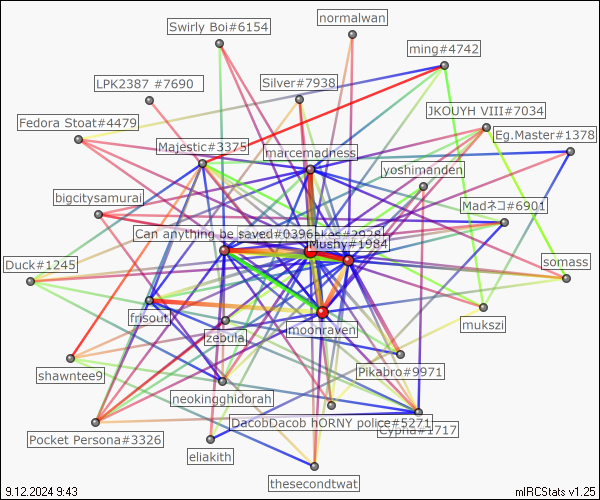 normalwan
Swirly Boi#6154
ming#4742
LPK2387 #7690
Silver#7938
JKOUYH VIII#7034
Fedora Stoat#4479
Eg.Master#1378
Majestic#3375
marcemadness
yoshimanden
bigcitysamurai
Madネコ#6901
Can anything be saved#0396
Mushy#1984
Duck#1245
somass
frisout
moonraven
mukszi
zebula
Pikabro#9971
shawntee9
neokingghidorah
DacobDacob hORNY police#5271
#1717
Pocket Persona#3326
eliakith
thesecondtwat
9.12.2024 9:43
mIRCStats v1.25